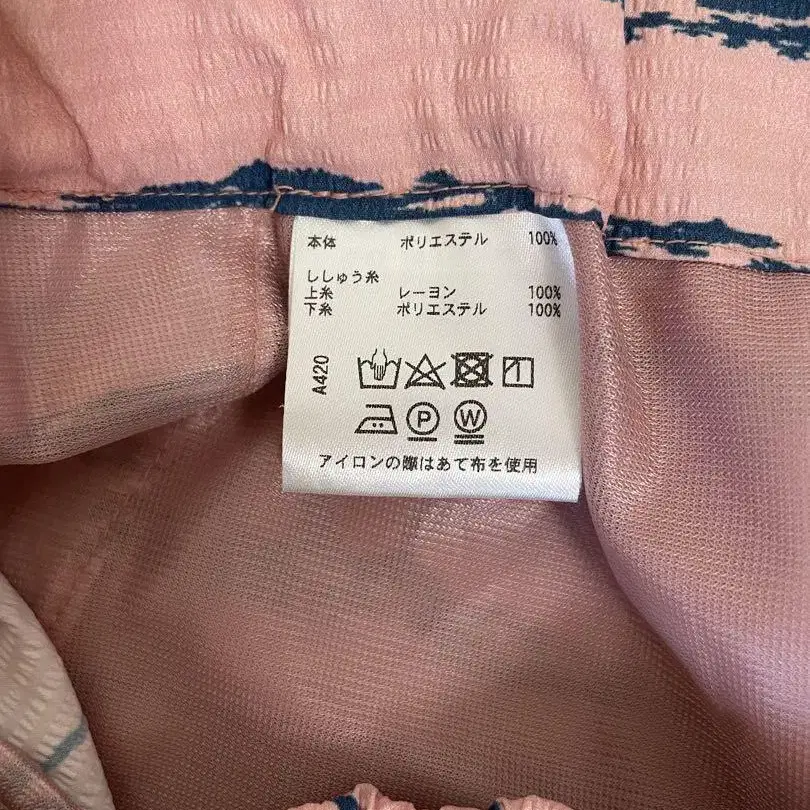 本体 ポリエステル 100%
ししゅう糸
上糸 レーヨン 100%
下糸 ポリエステル 100%
A420
P W
アイロンの際はあて布を使用